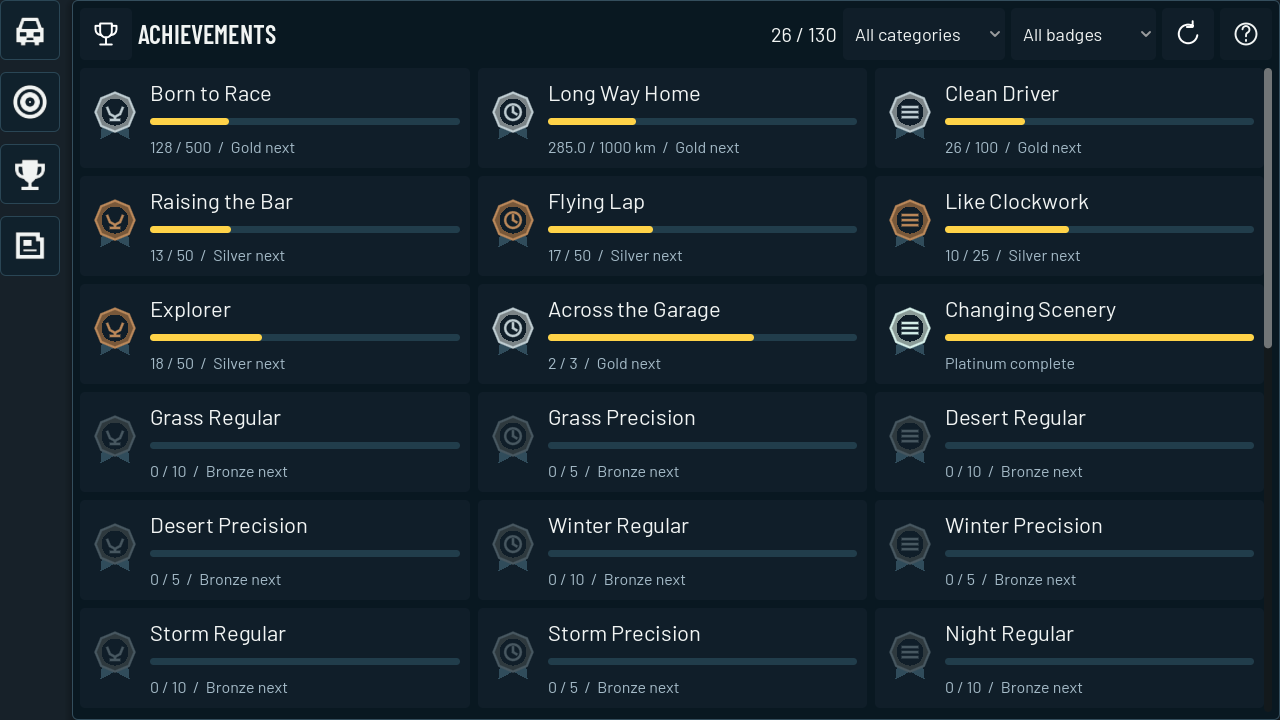 ACHIEVEMENTS
26 / 130
All categories
All badges
Born to Race
128 / 500 / Gold next
Long Way Home
285.0 / 1000 km / Gold next
Clean Driver
26 / 100 / Gold next
Raising the Bar
13 / 50 / Silver next
Flying Lap
17 / 50 / Silver next
Like Clockwork
10 / 25 / Silver next
Explorer
18 / 50 / Silver next
Across the Garage
2 / 3 / Gold next
Changing Scenery
Platinum complete
Grass Regular
0 / 10 / Bronze next
Grass Precision
0 / 5 / Bronze next
Desert Regular
0 / 10 / Bronze next
Desert Precision
0 / 5 / Bronze next
Winter Regular
0 / 10 / Bronze next
Winter Precision
0 / 5 / Bronze next
Storm Regular
0 / 10 / Bronze next
Storm Precision
0 / 5 / Bronze next
Night Regular
0 / 10 / Bronze next